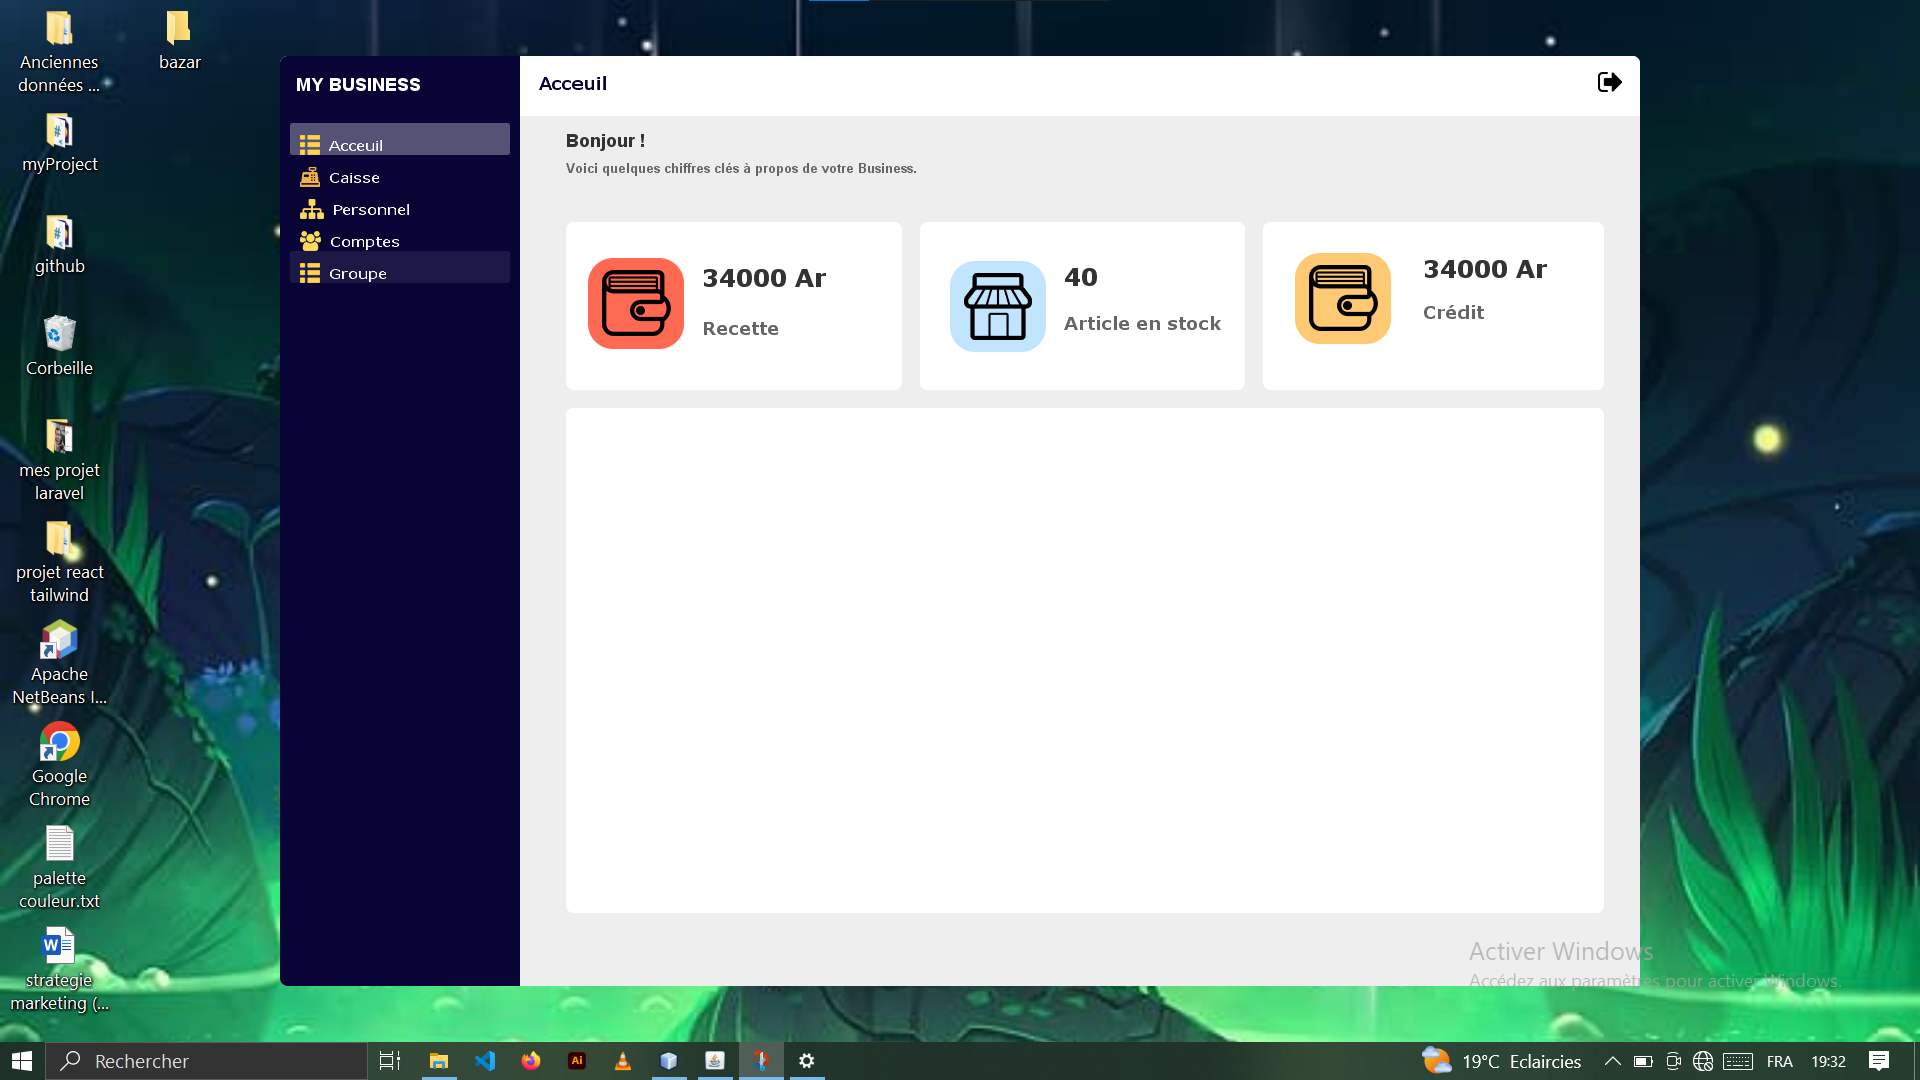 Anciennes
données ...
bazar
myProject
github
Corbeille
mes projet
laravel
projet react
tailwind
Apache
NetBeans I...
Google
Chrome
palette
couleur.txt
strategie
marketing (...
MY BUSINESS
Acceuil
Caisse
Personnel
Comptes
Groupe
Acceuil
Bonjour !
Voici quelques chiffres clés à propos de votre Business.
34000 Ar
Recette
40
Article en stock
34000 Ar
Crédit
Activer Windows
Accédez aux paramètres pour activer Windows.
Rechercher
Ai
19°C Eclaircies
FRA
19:32